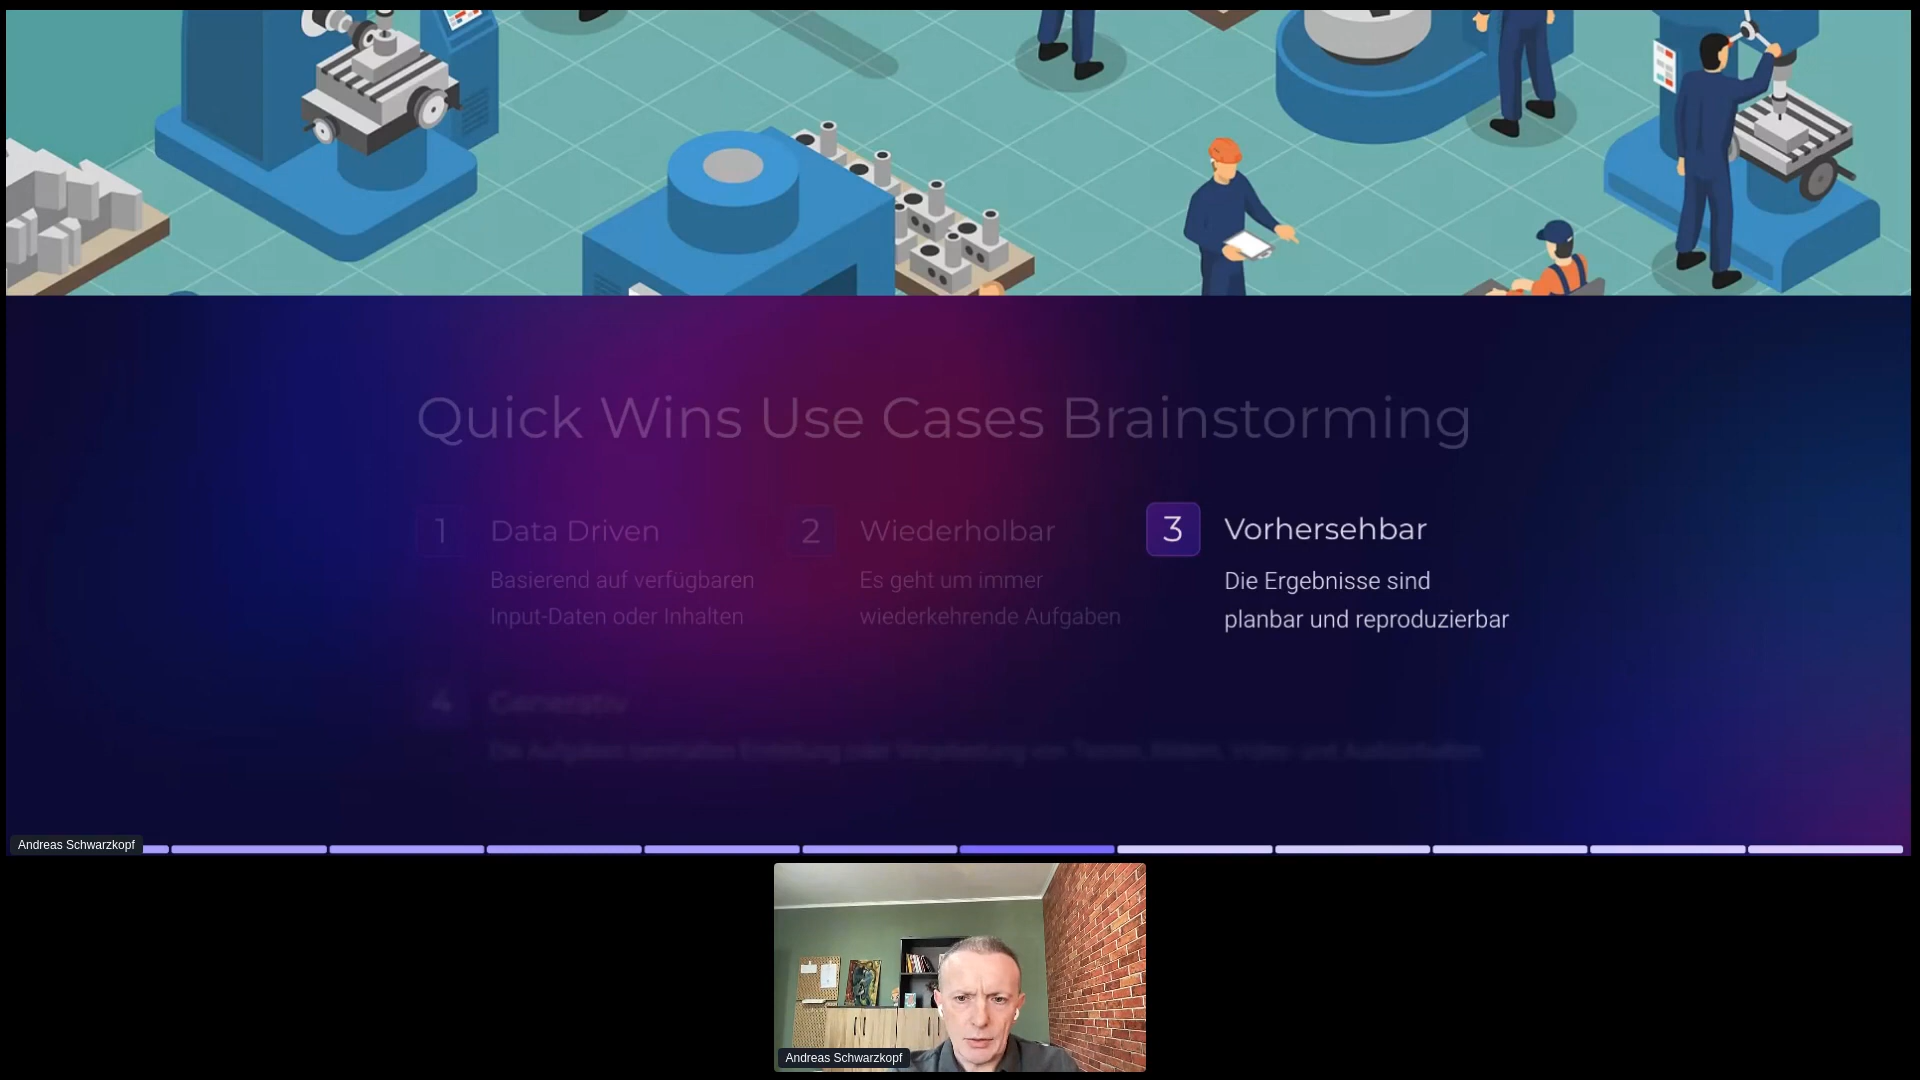 Quick Wins Use Cases Brainstorming
1 Data Driven
Basierend auf verfügbaren
Input-Daten oder Inhalten
2 Wiederholbar
Es geht um immer
wiederkehrende Aufgaben
3 Vorhersehbar
Die Ergebnisse sind
planbar und reproduzierbar
4 Generativ
Andreas Schwarzkopf
Andreas Schwarzkopf